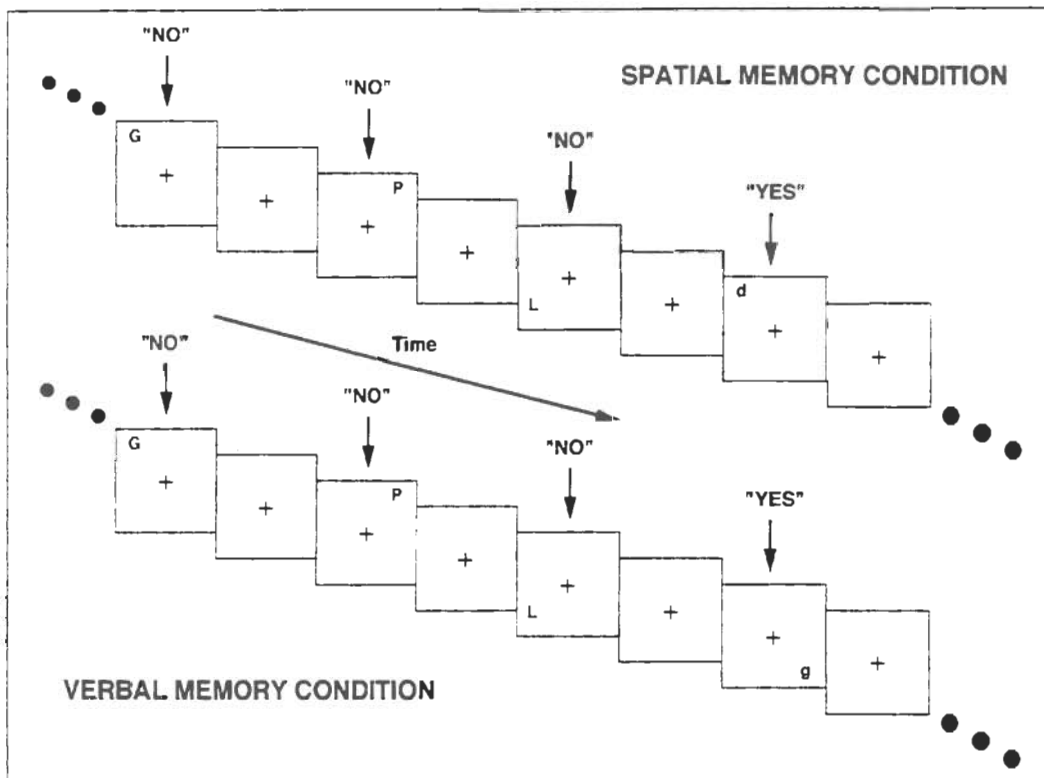 "NO"
"NO"
SPATIAL MEMORY CONDITION
G
"NO"
P
"YES"
L
d
Time
"NO"
"NO"
G
"NO"
P
"YES"
L
g
VERBAL MEMORY CONDITION